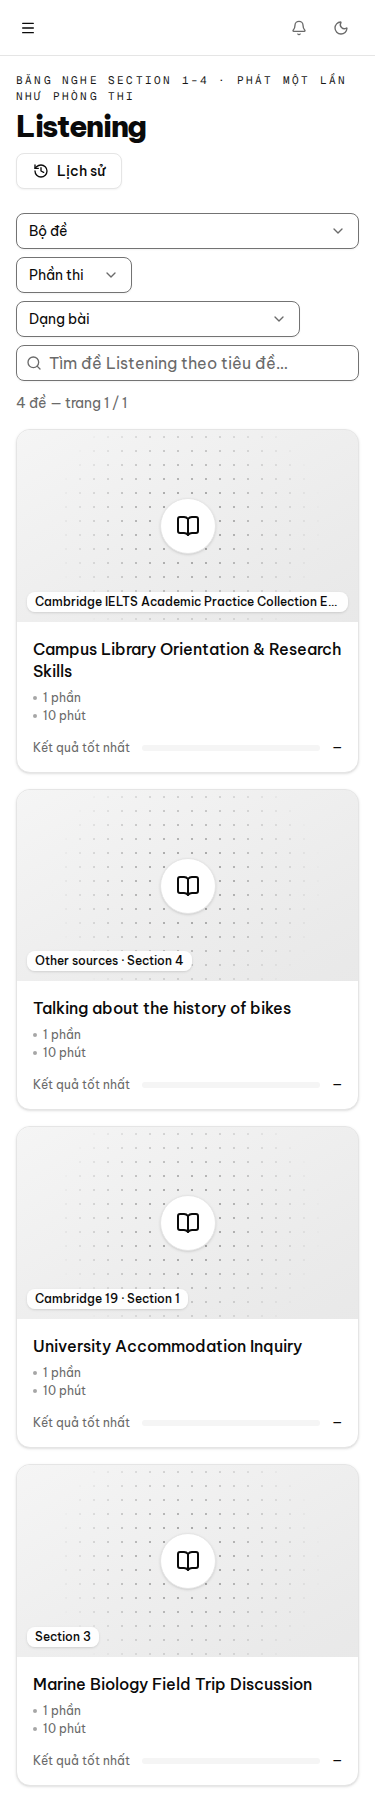 BĂNG NGHE SECTION 1–4 · PHÁT MỘT LẦN
NHƯ PHÒNG THI
Listening
Lịch sử
Bộ đề
Phần thi
Dạng bài
Tìm đề Listening theo tiêu đề...
4 đề — trang 1 / 1
Cambridge IELTS Academic Practice Collection E...
Campus Library Orientation & Research
Skills
1 phần
10 phút
Kết quả tốt nhất –
Other sources · Section 4
Talking about the history of bikes
1 phần
10 phút
Kết quả tốt nhất –
Cambridge 19 · Section 1
University Accommodation Inquiry
1 phần
10 phút
Kết quả tốt nhất –
Section 3
Marine Biology Field Trip Discussion
1 phần
10 phút
Kết quả tốt nhất –